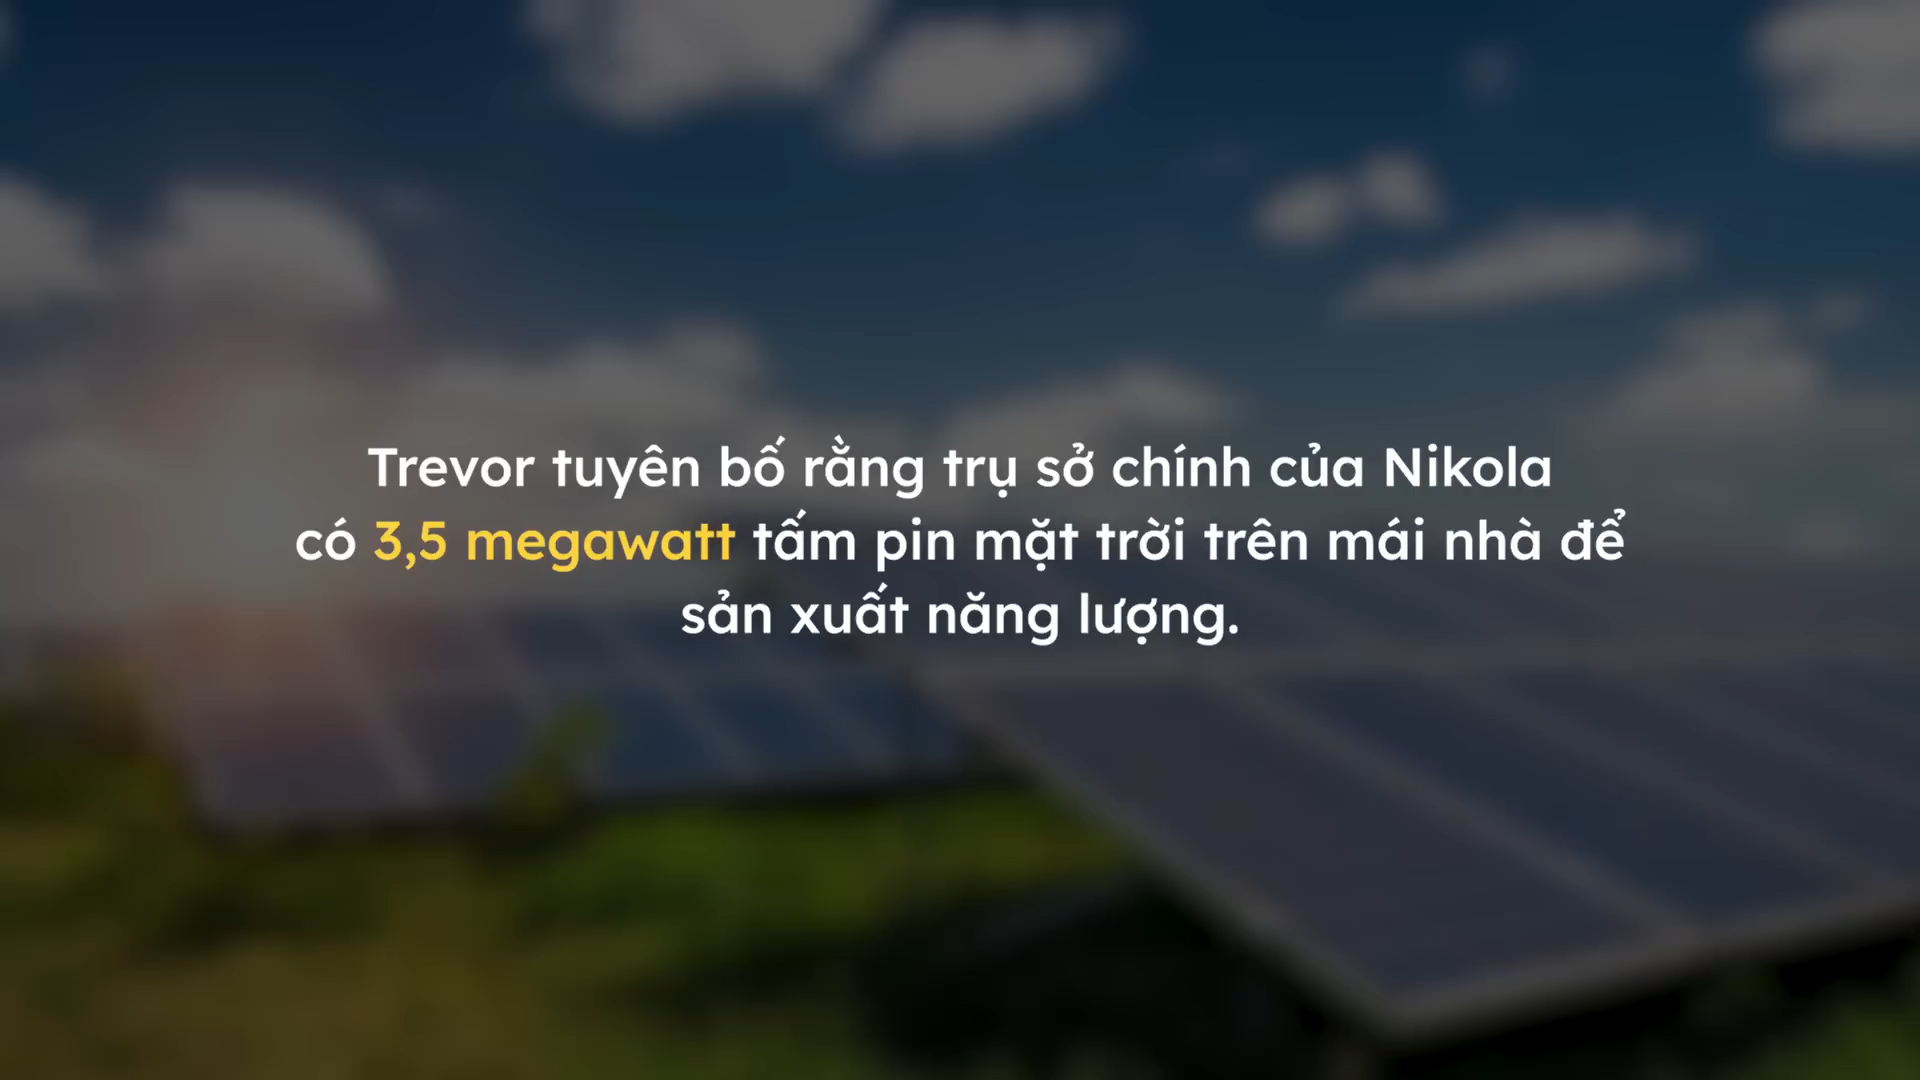 Trevor tuyên bố rằng trụ sở chính của Nikola
có 3,5 megawatt tấm pin mặt trời trên mái nhà để
sản xuất năng lượng.